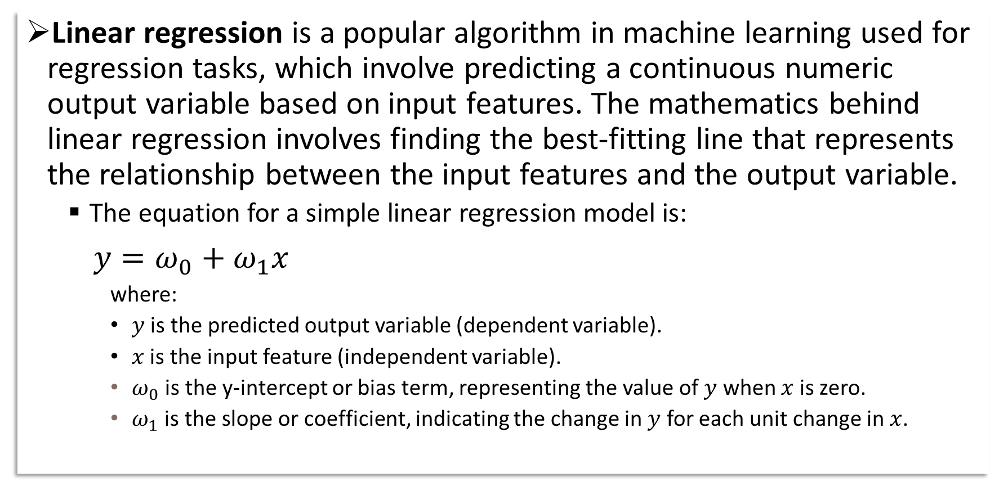 ➢Linear regression is a popular algorithm in machine learning used for
regression tasks, which involve predicting a continuous numeric
output variable based on input features. The mathematics behind
linear regression involves finding the best-fitting line that represents
the relationship between the input features and the output variable.
▪ The equation for a simple linear regression model is:
y = ω₀ + ω₁x
where:
• y is the predicted output variable (dependent variable).
• x is the input feature (independent variable).
• ω₀ is the y-intercept or bias term, representing the value of y when x is zero.
• ω₁ is the slope or coefficient, indicating the change in y for each unit change in x.